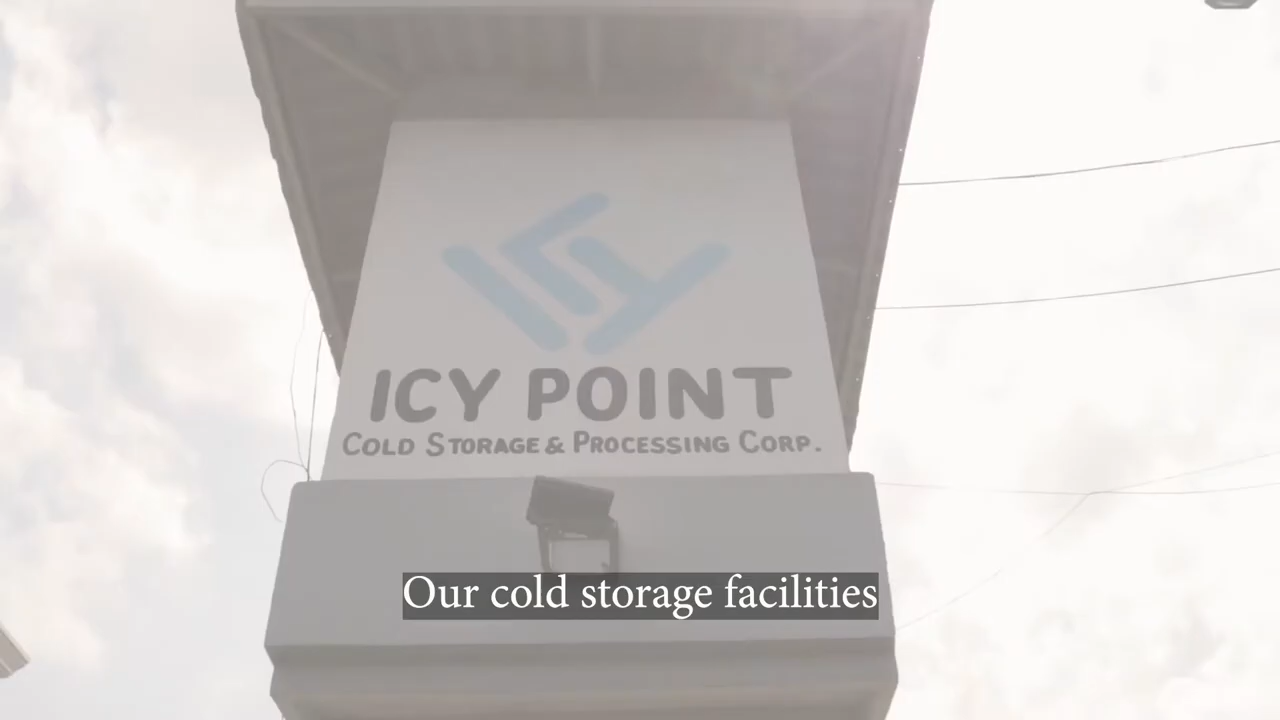 ICY POINT
COLD STORAGE & PROCESSING CORP.
Our cold storage facilities